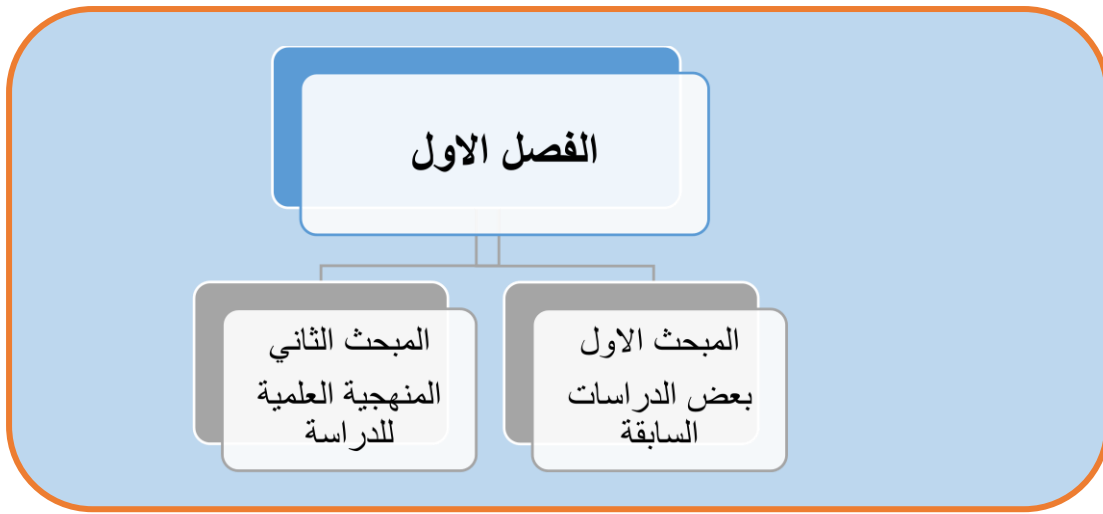 الفصل الاول
المبحث الاول
بعض الدراسات
السابقة
المبحث الثاني
المنهجية العلمية
للدراسة